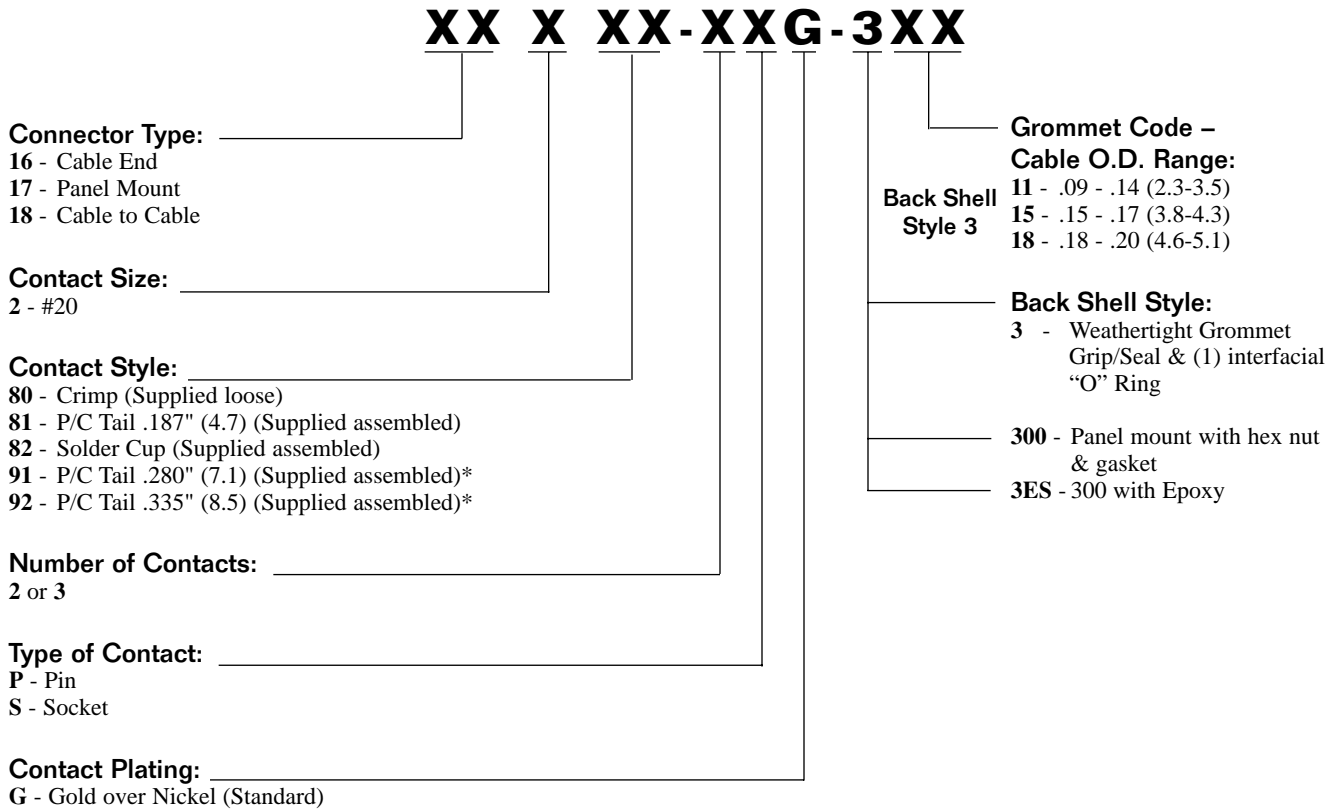 XX X XX-XXG-3XX
Connector Type:
16 - Cable End
17 - Panel Mount
18 - Cable to Cable
Contact Size:
2 - #20
Contact Style:
80 - Crimp (Supplied loose)
81 - P/C Tail .187" (4.7) (Supplied assembled)
82 - Solder Cup (Supplied assembled)
91 - P/C Tail .280" (7.1) (Supplied assembled)*
92 - P/C Tail .335" (8.5) (Supplied assembled)*
Number of Contacts:
2 or 3
Type of Contact:
P - Pin
S - Socket
Contact Plating:
G - Gold over Nickel (Standard)
Back Shell
Style 3
Grommet Code –
Cable O.D. Range:
11 - .09 - .14 (2.3-3.5)
15 - .15 - .17 (3.8-4.3)
18 - .18 - .20 (4.6-5.1)
Back Shell Style:
3 - Weathertight Grommet
Grip/Seal & (1) interfacial
“O” Ring
300 - Panel mount with hex nut
& gasket
3ES - 300 with Epoxy